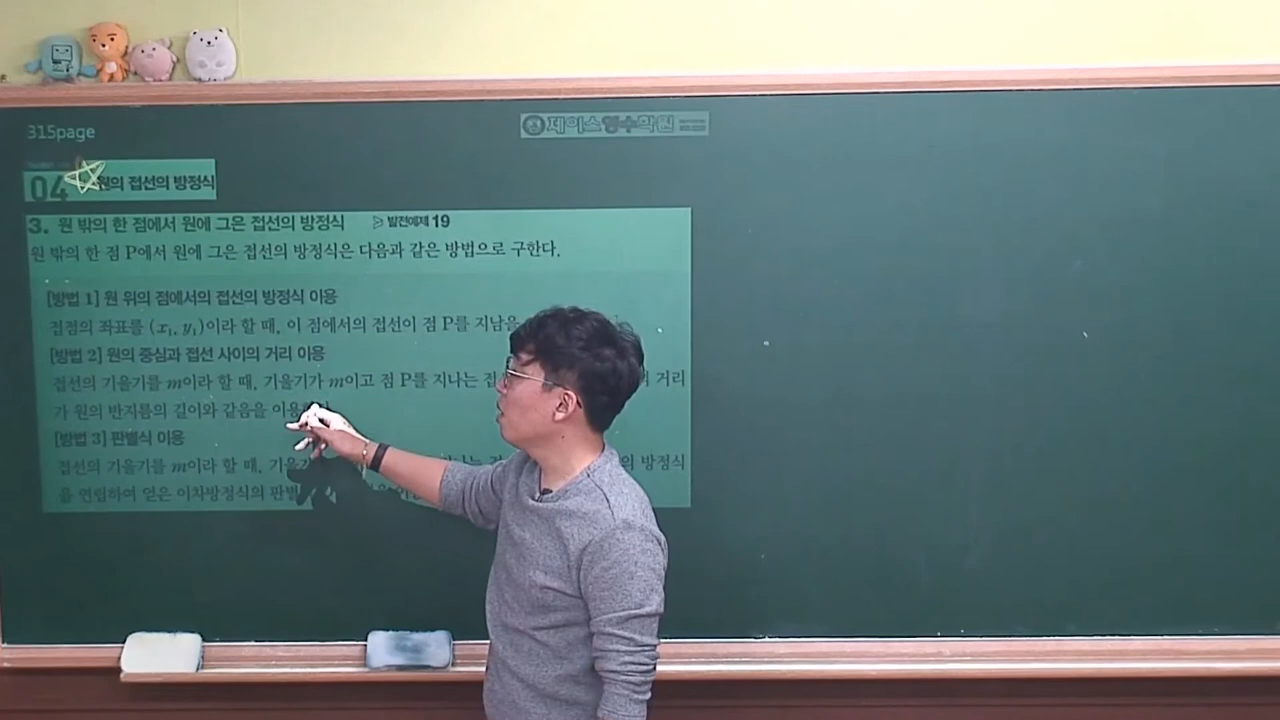 315page
제이스영수학원
04 원의 접선의 방정식
3. 원 밖의 한 점에서 원에 그은 접선의 방정식 발전예제 19
원 밖의 한 점 P에서 원에 그은 접선의 방정식은 다음과 같은 방법으로 구한다.
[방법 1] 원 위의 점에서의 접선의 방정식 이용
접점의 좌표를 (x₁, y₁)이라 할 때, 이 점에서의 접선이 점 P를 지남을
[방법 2] 원의 중심과 접선 사이의 거리 이용
접선의 기울기를 m이라 할 때, 기울기가 m이고 점 P를 지나는 거리
가 원의 반지름의 길이와 같음을
[방법 3] 판별식 이용
접선의 기울기를 m이라 할 때, 방정식
을 연립하여 얻은 이차방정식의